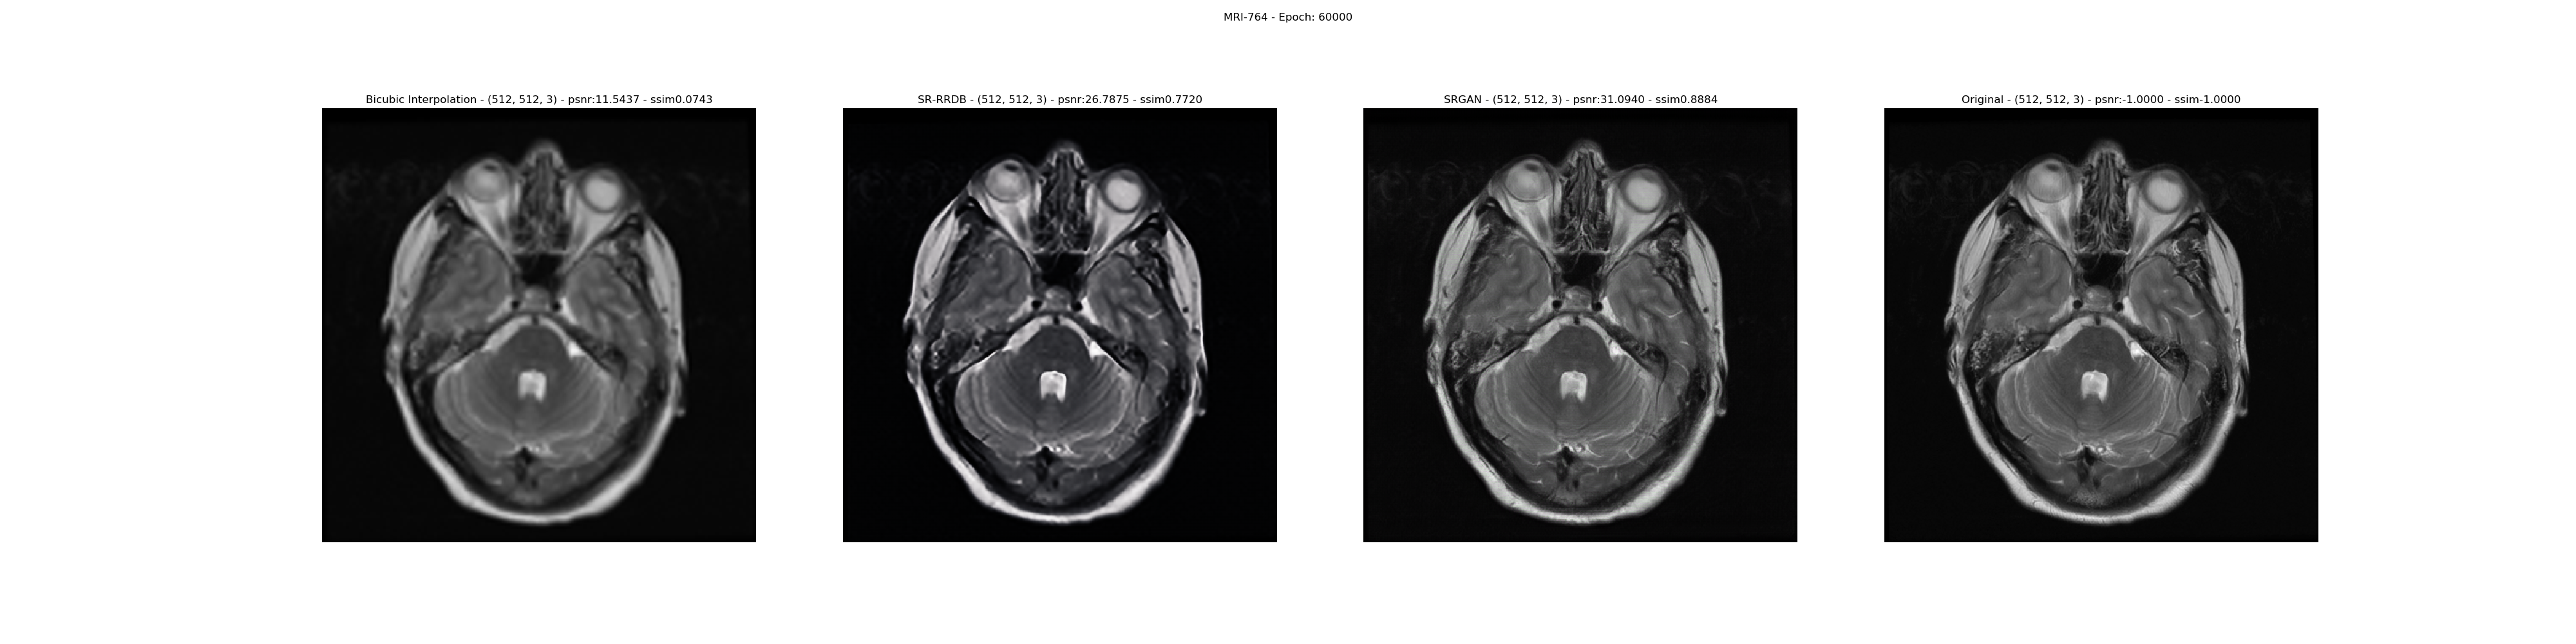 MRI-764 - Epoch: 60000
Bicubic Interpolation - (512, 512, 3) - psnr:11.5437 - ssim0.0743
SR-RRDB - (512, 512, 3) - psnr:26.7875 - ssim0.7720
SRGAN - (512, 512, 3) - psnr:31.0940 - ssim0.8884
Original - (512, 512, 3) - psnr:-1.0000 - ssim-1.0000